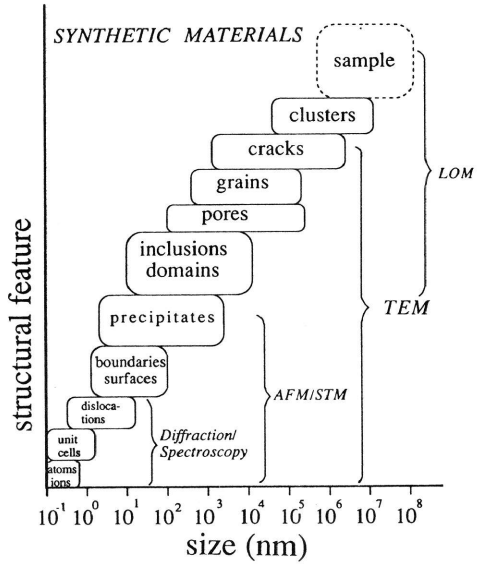 SYNTHETIC MATERIALS
sample
clusters
cracks
LOM
grains
pores
inclusions
domains
TEM
precipitates
boundaries
surfaces
AFM/STM
disloca-
tions
Diffraction/
Spectroscopy
unit
cells
atoms
ions
structural feature
10⁻¹ 10⁰ 10¹ 10² 10³ 10⁴ 10⁵ 10⁶ 10⁷ 10⁸
size (nm)